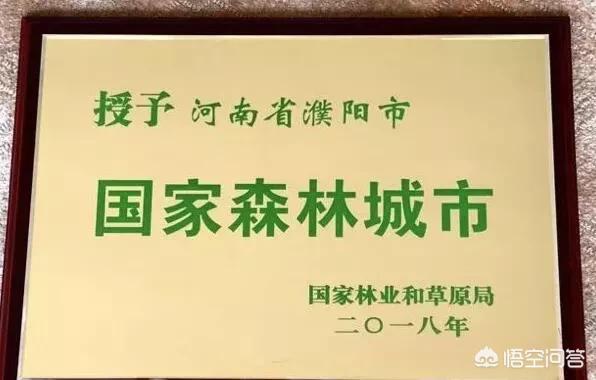 授予 河南省濮阳市
国家森林城市
国家林业和草原局
二〇一八年
悟空问答